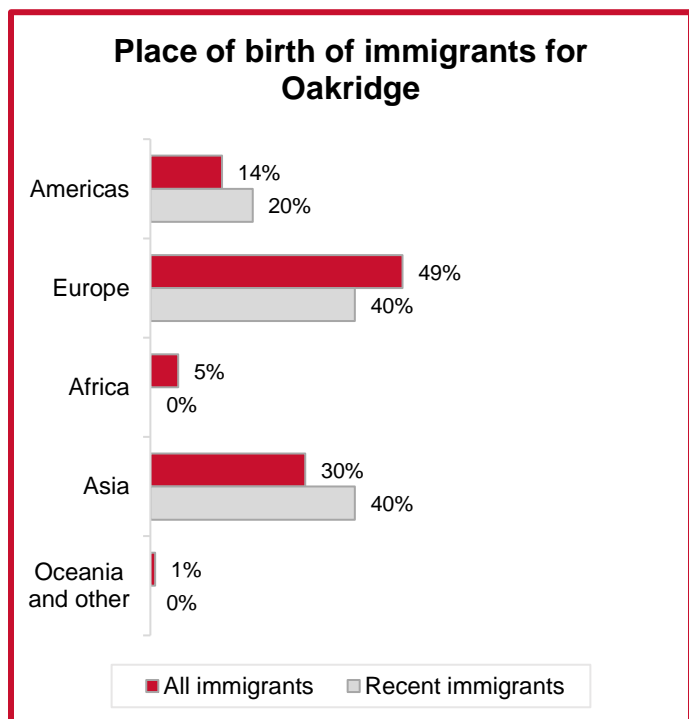 Place of birth of immigrants for
Oakridge
Americas
14%
20%
Europe
49%
40%
Africa
5%
0%
Asia
30%
40%
Oceania
and other
1%
0%
All immigrants
Recent immigrants